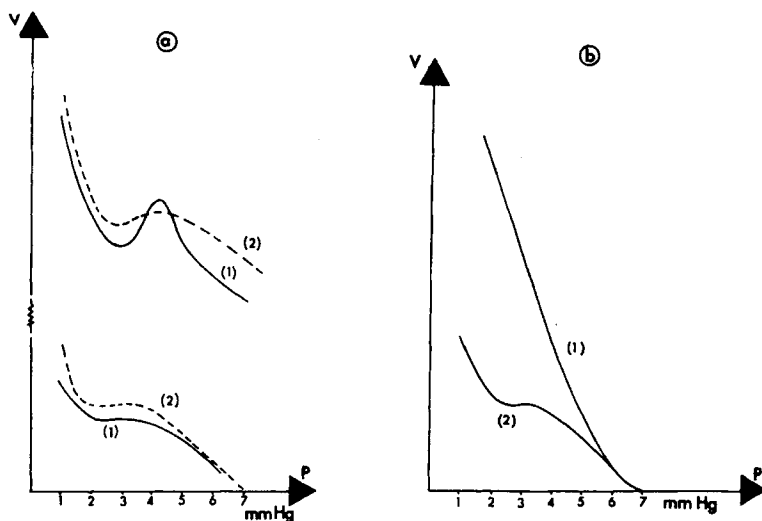 V
a
(2)
(1)
(2)
(1)
P
1 2 3 4 5 6 7
mmHg
V
b
(1)
(2)
P
1 2 3 4 5 6 7 mmHg